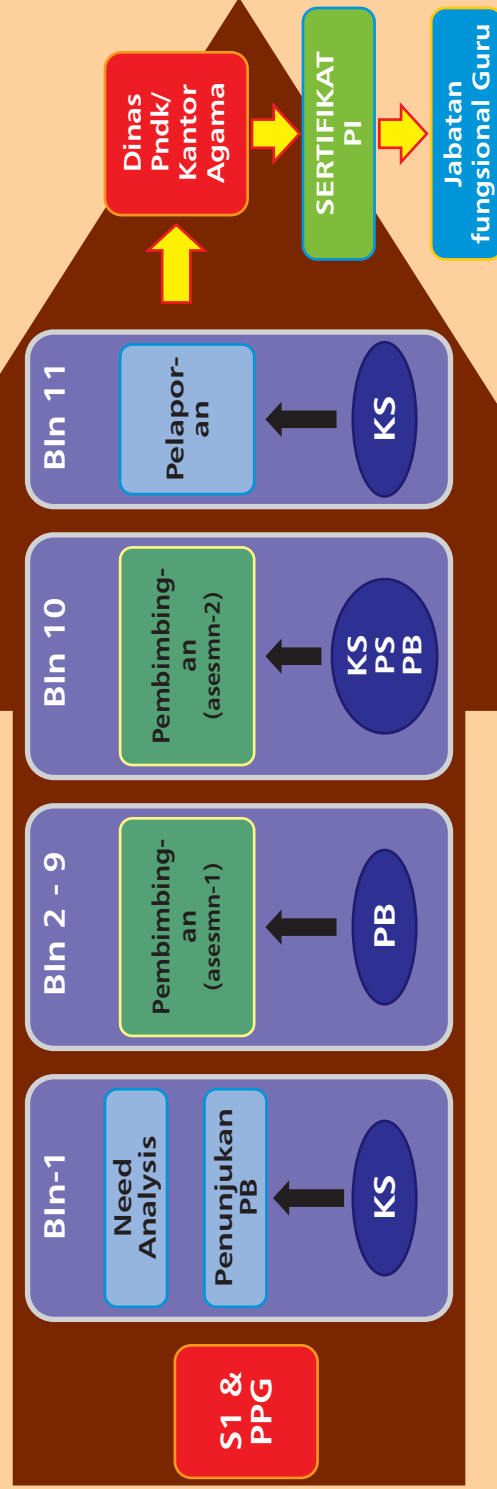 S1 &
PPG
Bln-1
Need
Analysis
Penunjukan
PB
KS
Bln 2 - 9
Pembimbing-
an
(asesmn-1)
PB
Bln 10
Pembimbing-
an
(asesmn-2)
KS
PS
PB
Bln 11
Pelapor-
an
KS
Dinas
Pndk/
Kantor
Agama
SERTIFIKAT
PI
Jabatan
fungsional Guru